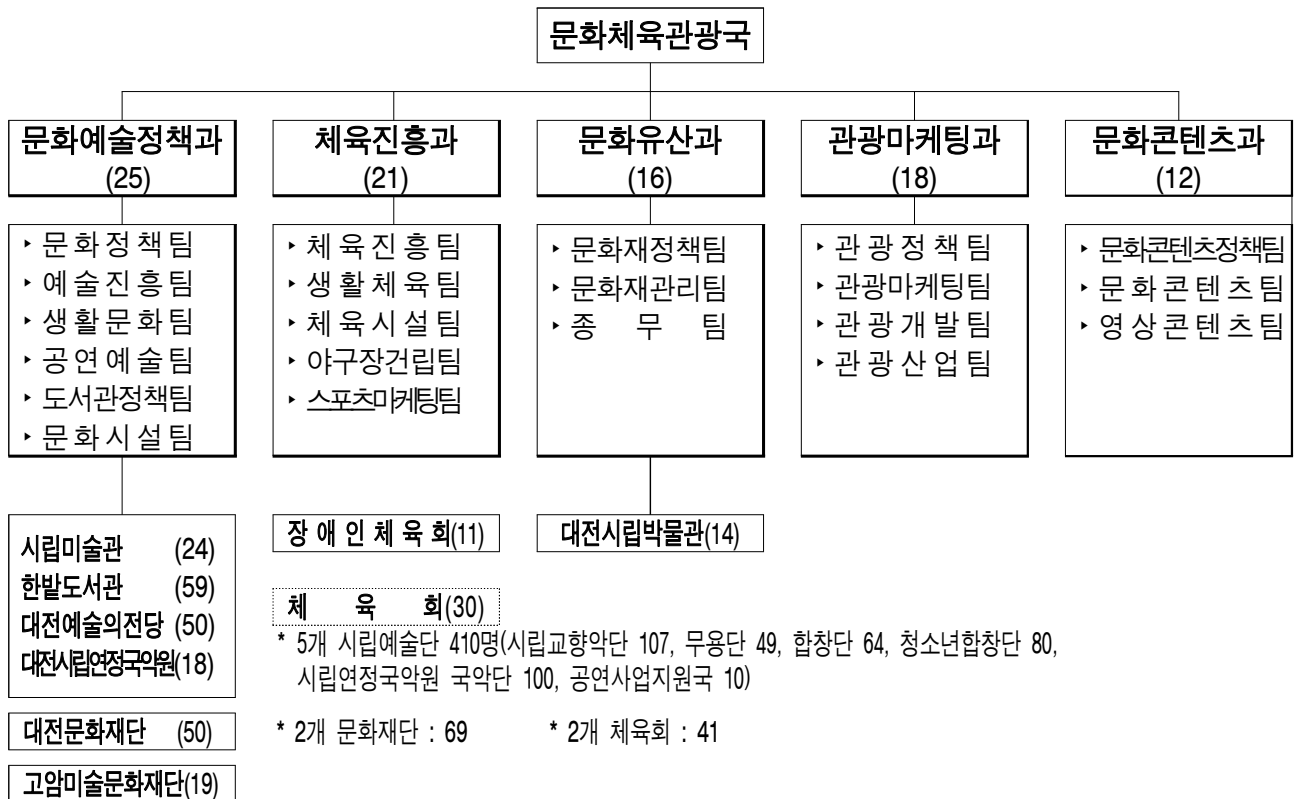 문화체육관광국
문화예술정책과
(25)
체육진흥과
(21)
문화유산과
(16)
관광마케팅과
(18)
문화콘텐츠과
(12)
‣ 문화정책팀
‣ 예술진흥팀
‣ 생활문화팀
‣ 공연예술팀
‣ 도서관정책팀
‣ 문화시설팀
‣ 체육진흥팀
‣ 생활체육팀
‣ 체육시설팀
‣ 야구장건립팀
‣ 스포츠마케팅팀
‣ 문화재정책팀
‣ 문화재관리팀
‣ 종 무 팀
‣ 관광정책팀
‣ 관광마케팅팀
‣ 관광개발팀
‣ 관광산업팀
‣ 문화콘텐츠정책팀
‣ 문화콘텐츠팀
‣ 영상콘텐츠팀
시립미술관 (24)
한밭도서관 (59)
대전예술의전당 (50)
대전시립연정국악원(18)
장애인체육회(11)
대전시립박물관(14)
체 육 회(30)
* 5개 시립예술단 410명(시립교향악단 107, 무용단 49, 합창단 64, 청소년합창단 80,
시립연정국악원 국악단 100, 공연사업지원국 10)
대전문화재단 (50)
* 2개 문화재단 : 69 * 2개 체육회 : 41
고암미술문화재단(19)